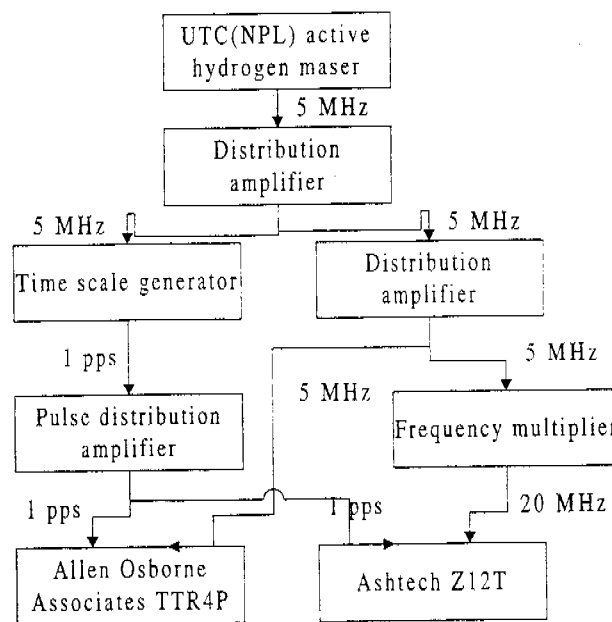 UTC(NPL) active
hydrogen maser
5 MHz
Distribution
amplifier
5 MHz
5 MHz
Time scale generator
Distribution
amplifier
1 pps
5 MHz
5 MHz
Pulse distribution
amplifier
Frequency multiplier
1 pps
1 pps
20 MHz
Allen Osborne
Associates TTR4P
Ashtech Z12T